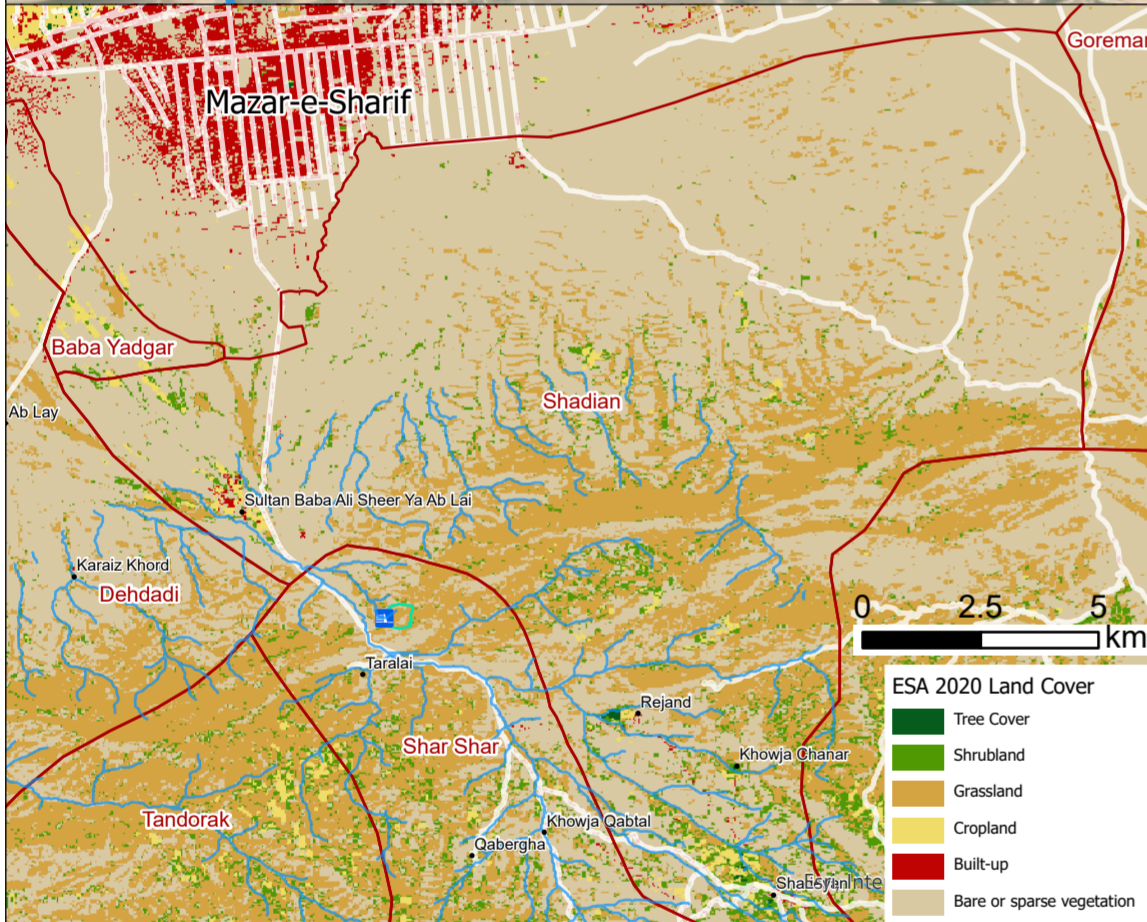 Goremar
Mazar-e-Sharif
Baba Yadgar
Ab Lay
Shadian
Sultan Baba Ali Sheer Ya Ab Lai
Karaiz Khord
Dehdadi
0 2.5 5
km
Taralai
Rejand
Shar Shar
Khowja Chanar
Tandorak
Khowja Qabtal
Qabergha
ESA 2020 Land Cover
Tree Cover
Shrubland
Grassland
Cropland
Built-up
Bare or sparse vegetation